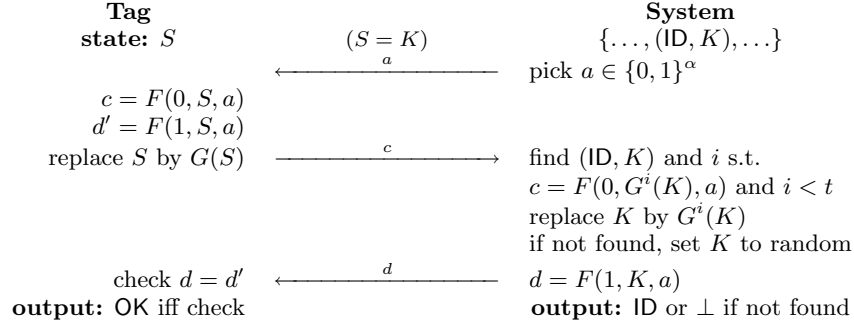 Tag System
state: S (S = K) {…, (ID, K), …}
a pick a ∈ {0, 1}^α
c = F(0, S, a)
d′ = F(1, S, a)
replace S by G(S) c find (ID, K) and i s.t.
c = F(0, G^i(K), a) and i < t
replace K by G^i(K)
if not found, set K to random
check d = d′ d d = F(1, K, a)
output: OK iff check output: ID or ⊥ if not found